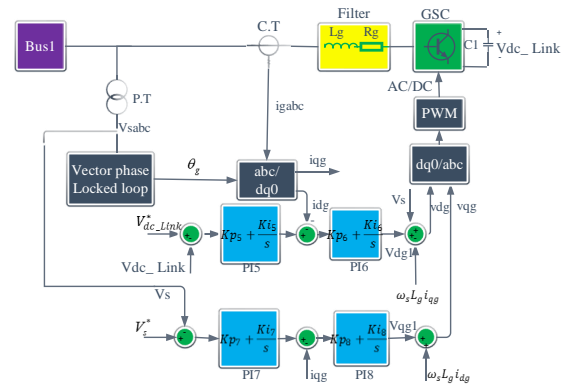 Filter
GSC
C.T
Bus1
Lg
Rg
C1
+
Vdc_ Link
-
P.T
AC/DC
igabc
Vsabc
PWM
Vector phase
Locked loop
θg
abc/
dq0
iqg
dq0/abc
idg
Vs
vdg
vqg
V*dc_Link
Kp5 + Ki5/s
Kp6 + Ki6/s
Vdg1
Vdc_ Link
PI5
PI6
Vs
ωsLgiqg
V*s
Kp7 + Ki7/s
Kp8 + Ki8/s
Vqg1
PI7
iqg
PI8
ωsLgidg